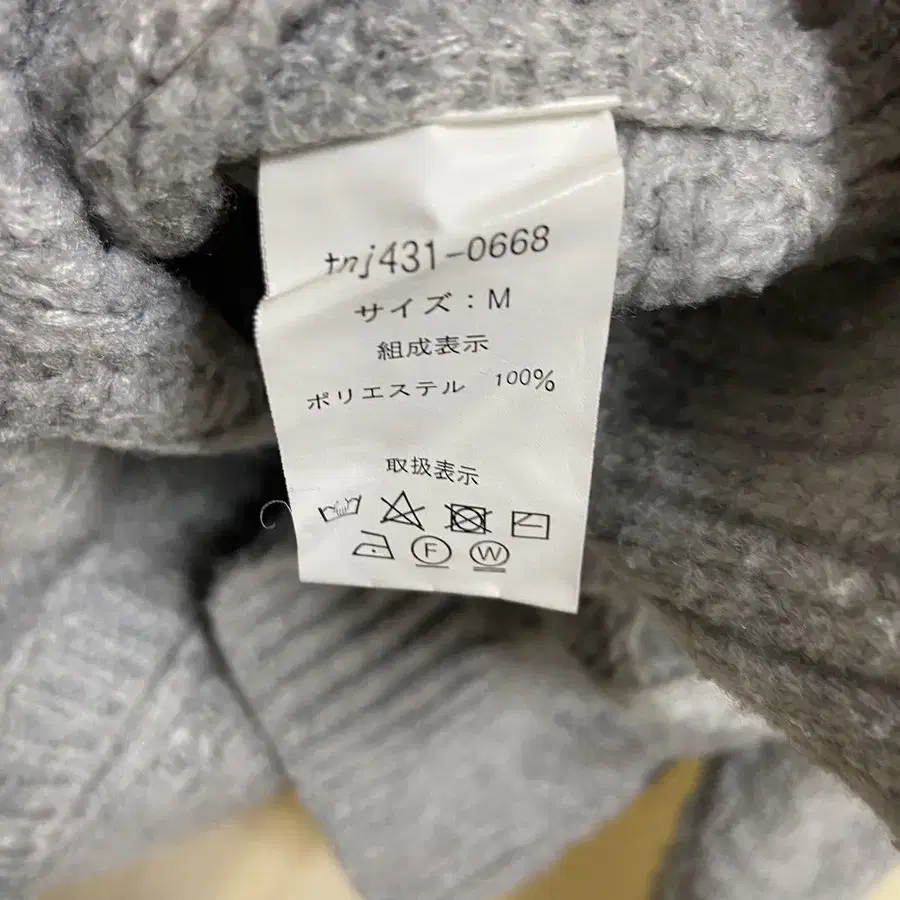 tnj431-0668
サイズ：M
組成表示
ポリエステル 100%
取扱表示
F W